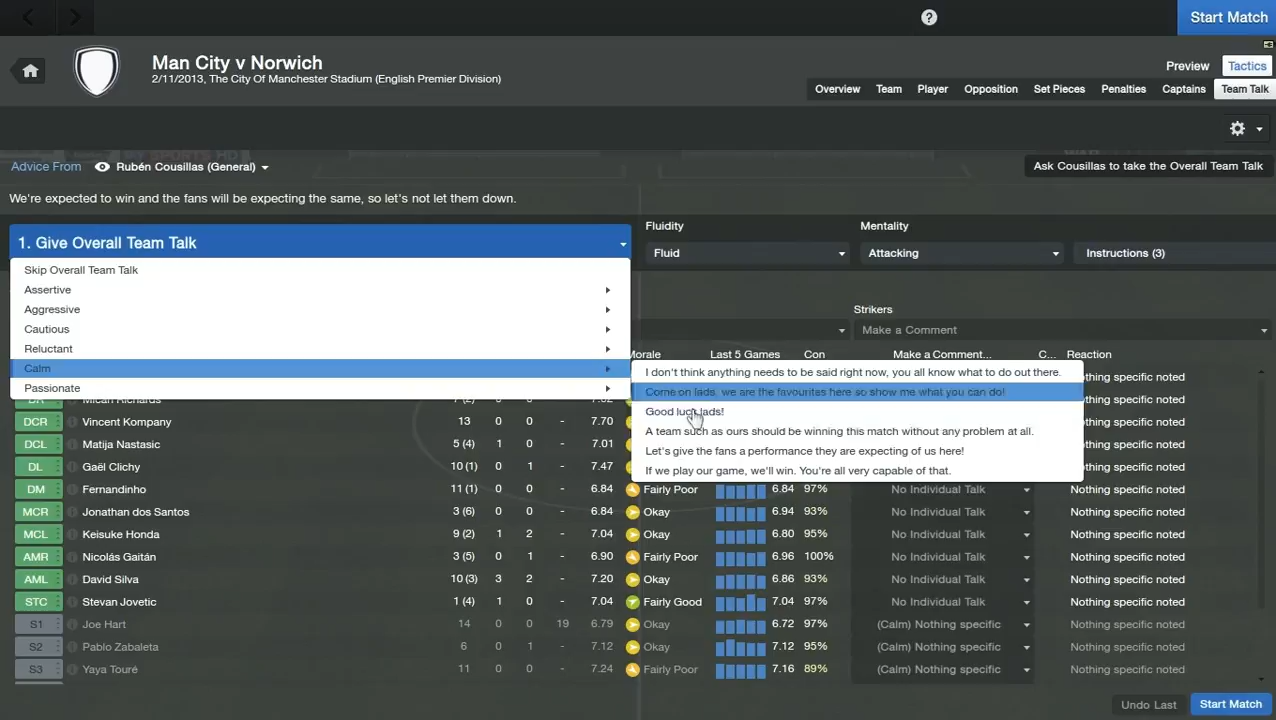 Start Match
Man City v Norwich
2/11/2013, The City Of Manchester Stadium (English Premier Division)
Preview Tactics
Overview Team Player Opposition Set Pieces Penalties Captains Team Talk
Advice From Rubén Cousillas (General) Ask Cousillas to take the Overall Team Talk
We're expected to win and the fans will be expecting the same, so let's not let them down.
Fluidity Mentality
1. Give Overall Team Talk
Fluid Attacking Instructions (3)
Skip Overall Team Talk
Assertive
Aggressive
Cautious
Reluctant
Calm
Passionate
Strikers
Make a Comment
Morale Last 5 Games Con Make a Comment... C... Reaction
I don't think anything needs to be said right now, you all know what to do out there.
Come on lads, we are the favourites here so show me what you can do!
Good luck lads!
A team such as ours should be winning this match without any problem at all.
Let's give the fans a performance they are expecting of us here!
If we play our game, we'll win. You're all very capable of that.
Nothing specific noted
DR Micah Richards Nothing specific noted
DCR Vincent Kompany 13 0 0 - 7.70 Nothing specific noted
DCL Matija Nastasic 5 (4) 1 0 - 7.01 Nothing specific noted
DL Gaël Clichy 10 (1) 0 1 - 7.47 Nothing specific noted
DM Fernandinho 11 (1) 0 0 - 6.84 Fairly Poor 6.84 97% No Individual Talk Nothing specific noted
MCR Jonathan dos Santos 3 (6) 0 0 - 6.84 Okay 6.94 93% No Individual Talk Nothing specific noted
MCL Keisuke Honda 9 (2) 1 2 - 7.04 Okay 6.80 95% No Individual Talk Nothing specific noted
AMR Nicolás Gaitán 3 (5) 0 1 - 6.90 Fairly Poor 6.96 100% No Individual Talk Nothing specific noted
AML David Silva 10 (3) 3 2 - 7.20 Okay 6.86 93% No Individual Talk Nothing specific noted
STC Stevan Jovetic 1 (4) 1 0 - 7.04 Fairly Good 7.04 97% No Individual Talk Nothing specific noted
S1 Joe Hart 14 0 0 19 6.79 Okay 6.72 97% (Calm) Nothing specific Nothing specific noted
S2 Pablo Zabaleta 6 0 1 - 7.12 Okay 7.12 95% (Calm) Nothing specific Nothing specific noted
S3 Yaya Touré 11 0 0 - 7.24 Fairly Poor 7.16 89% (Calm) Nothing specific Nothing specific noted
Undo Last Start Match